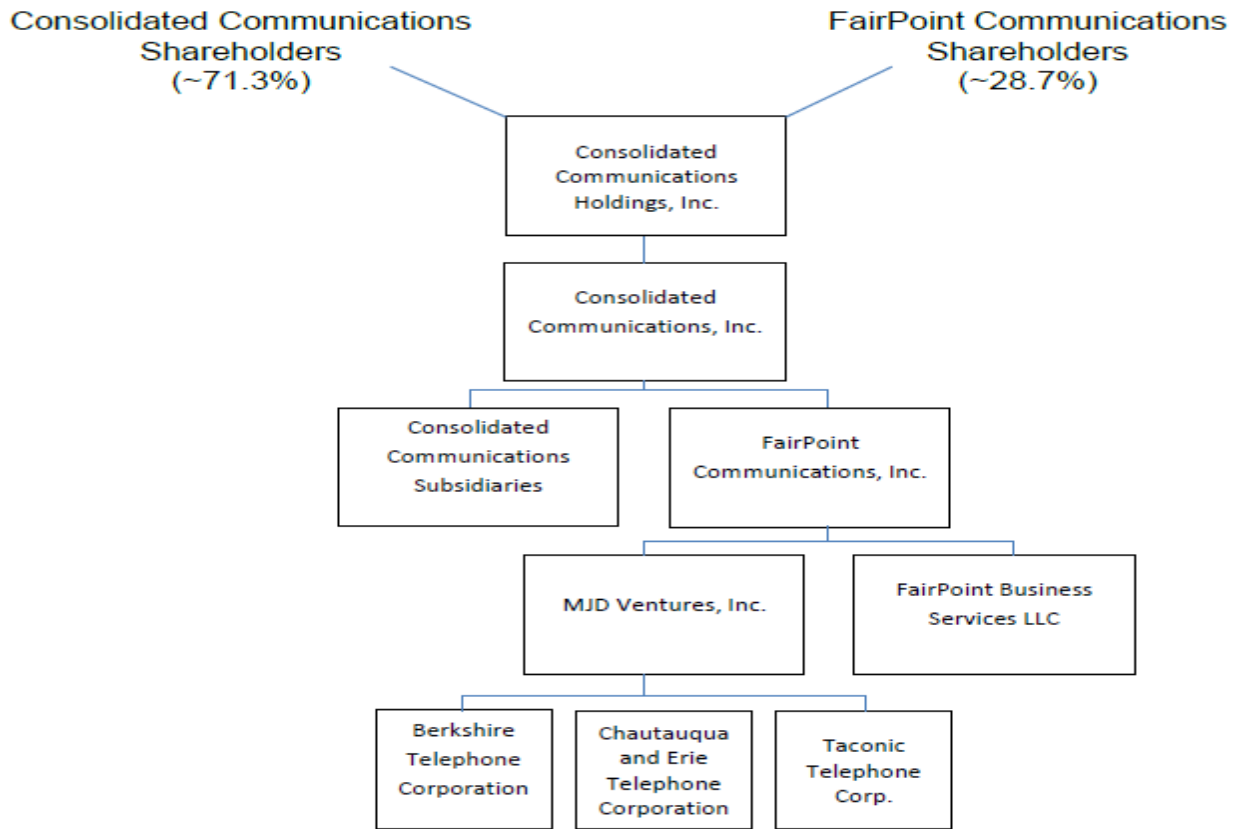 Consolidated Communications
Shareholders
(~71.3%)
FairPoint Communications
Shareholders
(~28.7%)
Consolidated
Communications
Holdings, Inc.
Consolidated
Communications, Inc.
Consolidated
Communications
Subsidiaries
FairPoint
Communications, Inc.
MJD Ventures, Inc.
FairPoint Business
Services LLC
Berkshire
Telephone
Corporation
Chautauqua
and Erie
Telephone
Corporation
Taconic
Telephone
Corp.